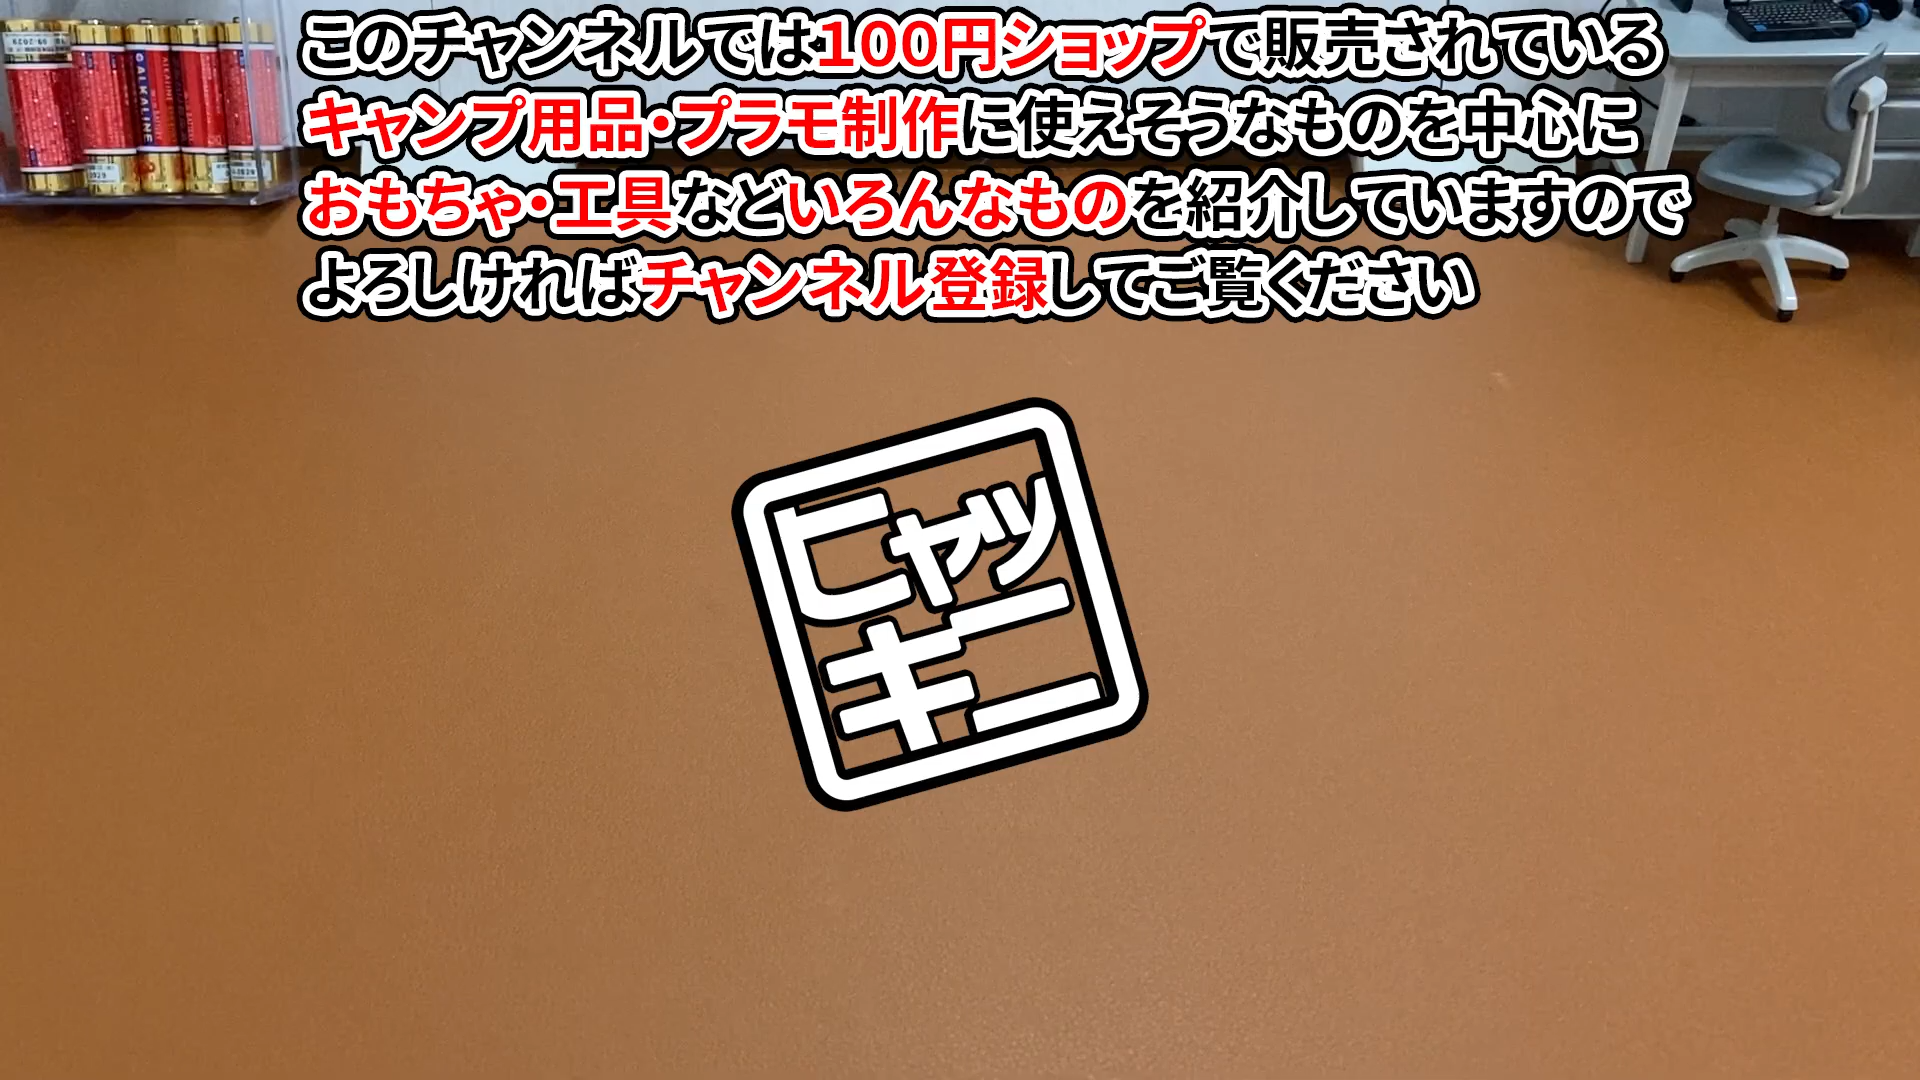 このチャンネルでは100円ショップで販売されている
キャンプ用品・プラモ制作に使えそうなものを中心に
おもちゃ・工具などいろんなものを紹介していますので
よろしければチャンネル登録してご覧ください
ALKALINE
ヒャッ
キニ